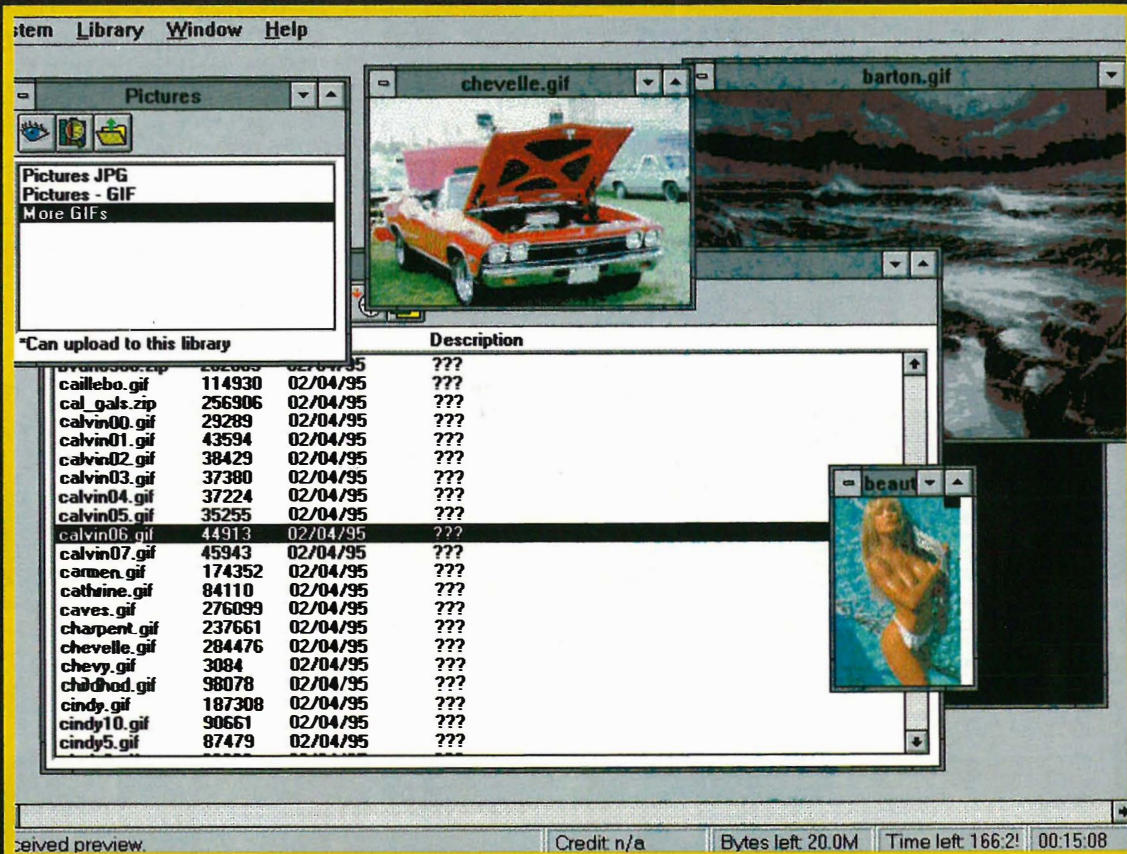 stem Library Window Help
Pictures
Pictures JPG
Pictures - GIF
More GIFs
*Can upload to this library
chevelle.gif
barton.gif
Description
???
caillebo.gif 114930 02/04/95 ???
cal_gals.zip 256906 02/04/95 ???
calvin00.gif 29289 02/04/95 ???
calvin01.gif 43594 02/04/95 ???
calvin02.gif 38429 02/04/95 ???
calvin03.gif 37380 02/04/95 ???
calvin04.gif 37224 02/04/95 ???
calvin05.gif 35255 02/04/95 ???
calvin06.gif 44913 02/04/95 ???
calvin07.gif 45943 02/04/95 ???
carmen.gif 174352 02/04/95 ???
cathrine.gif 84110 02/04/95 ???
caves.gif 276099 02/04/95 ???
charpent.gif 237661 02/04/95 ???
chevelle.gif 284476 02/04/95 ???
chevy.gif 3084 02/04/95 ???
childhod.gif 98078 02/04/95 ???
cindy.gif 187308 02/04/95 ???
cindy10.gif 90661 02/04/95 ???
cindy5.gif 87479 02/04/95 ???
beaut
ceived preview.
Credit: n/a
Bytes left: 20.0M
Time left: 166:2!
00:15:08